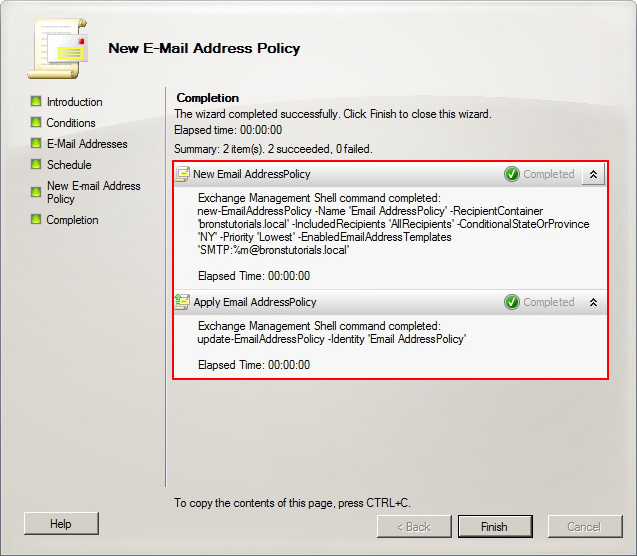 New E-Mail Address Policy
Introduction
Conditions
E-Mail Addresses
Schedule
New E-mail Address
Policy
Completion
Completion
The wizard completed successfully. Click Finish to close this wizard.
Elapsed time: 00:00:00
Summary: 2 item(s). 2 succeeded, 0 failed.
New Email AddressPolicy
Completed
Exchange Management Shell command completed:
new-EmailAddressPolicy -Name 'Email AddressPolicy' -RecipientContainer
'bronstutorials.local' -IncludedRecipients 'AllRecipients' -ConditionalStateOrProvince
'NY' -Priority 'Lowest' -EnabledEmailAddressTemplates
'SMTP:%m@bronstutorials.local'
Elapsed Time: 00:00:00
Apply Email AddressPolicy
Completed
Exchange Management Shell command completed:
update-EmailAddressPolicy -Identity 'Email AddressPolicy'
Elapsed Time: 00:00:00
To copy the contents of this page, press CTRL+C.
Help
< Back
Finish
Cancel